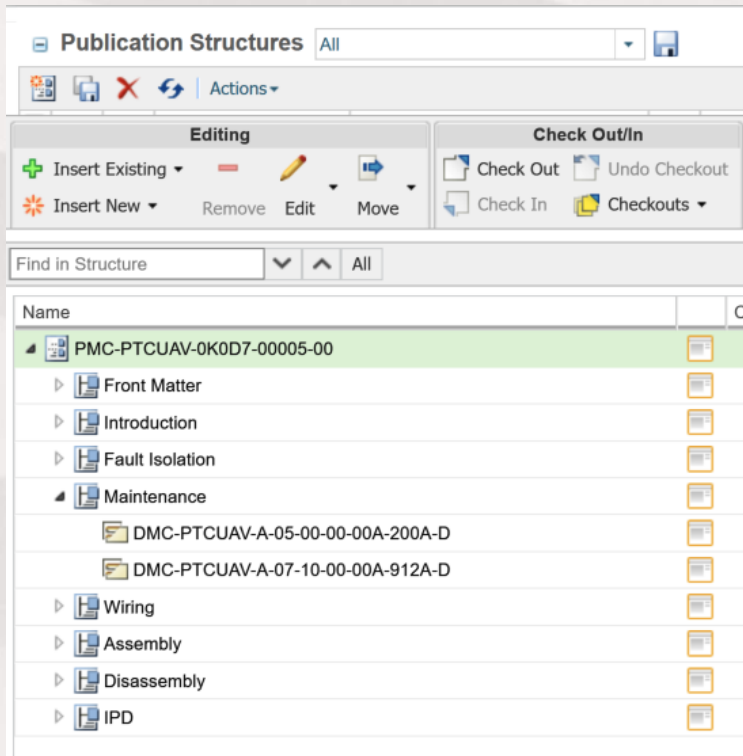 Publication Structures All
Actions
Editing
Check Out/In
Insert Existing
Insert New
Remove Edit Move
Check Out Undo Checkout
Check In Checkouts
Find in Structure All
Name C
PMC-PTCUAV-0K0D7-00005-00
Front Matter
Introduction
Fault Isolation
Maintenance
DMC-PTCUAV-A-05-00-00-00A-200A-D
DMC-PTCUAV-A-07-10-00-00A-912A-D
Wiring
Assembly
Disassembly
IPD